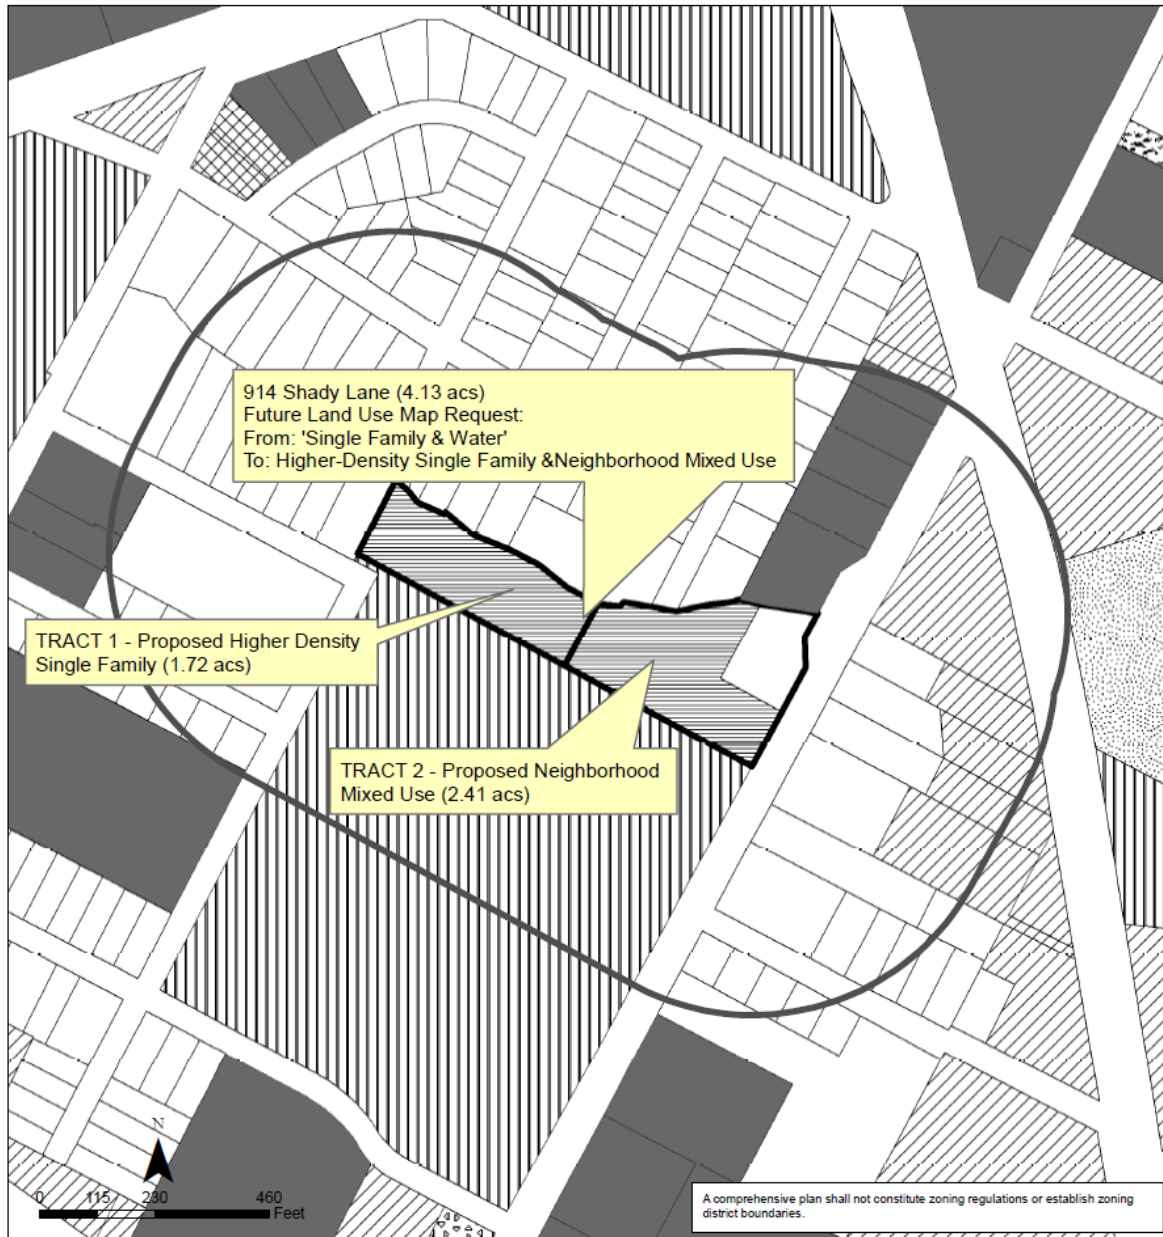 914 Shady Lane (4.13 acs)
Future Land Use Map Request:
From: 'Single Family & Water'
To: Higher-Density Single Family &Neighborhood Mixed Use
TRACT 1 - Proposed Higher Density
Single Family (1.72 acs)
TRACT 2 - Proposed Neighborhood
Mixed Use (2.41 acs)
N
0 115 230 460
Feet
A comprehensive plan shall not constitute zoning regulations or establish zoning
district boundaries.